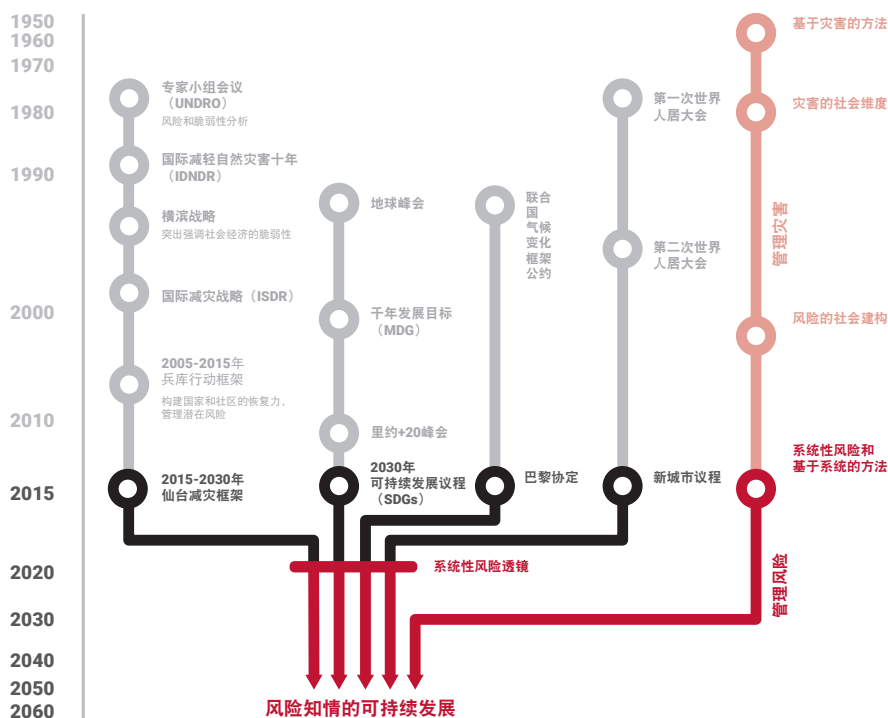 1950
1960
1970
1980
1990
2000
2010
2015
2020
2030
2040
2050
2060
专家小组会议
（UNDRO）
风险和脆弱性分析
国际减轻自然灾害十年
（IDNDR）
横滨战略
突出强调社会经济的脆弱性
国际减灾战略（ISDR）
2005-2015年
兵库行动框架
构建国家和社区的恢复力、
管理潜在风险
2015-2030年
仙台减灾框架
地球峰会
千年发展目标
（MDG）
里约+20峰会
2030年
可持续发展议程
（SDGs）
联合
国
气候
变化
框架
公约
巴黎协定
第一次世界
人居大会
第二次世界
人居大会
新城市议程
基于灾害的方法
灾害的社会维度
管理灾害
风险的社会建构
系统性风险和
基于系统的方法
管理风险
系统性风险透镜
风险知情的可持续发展